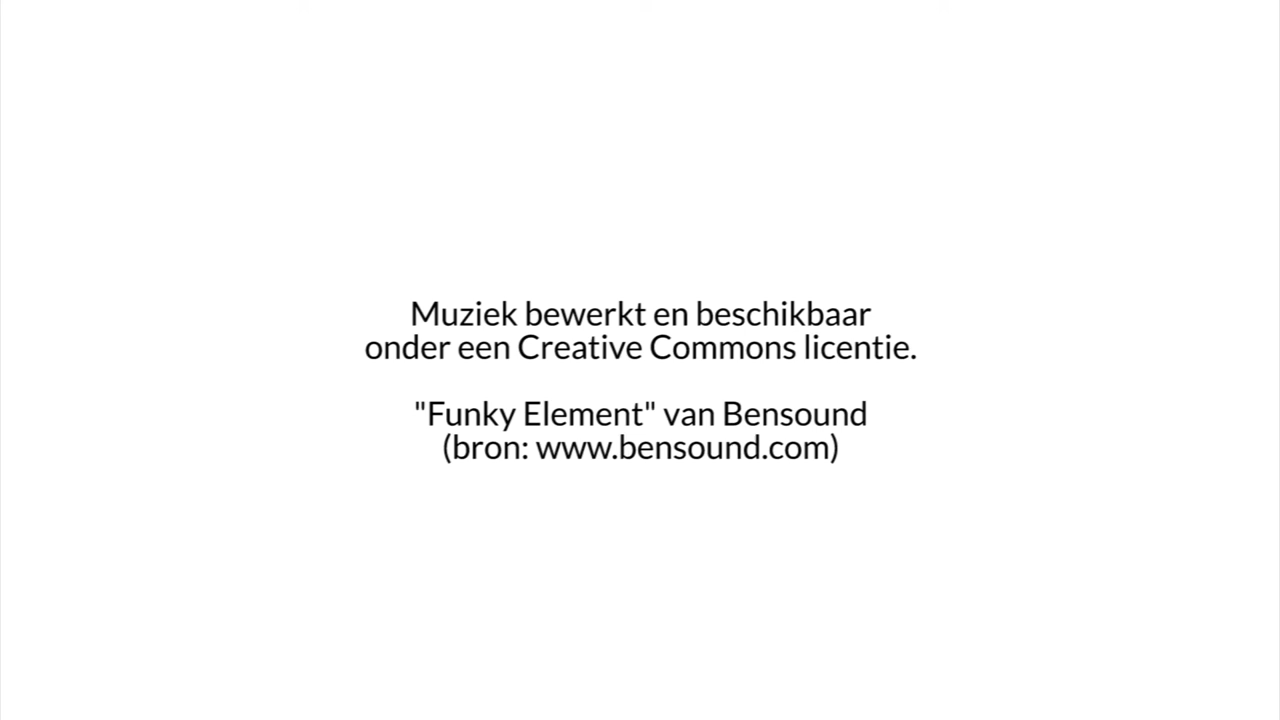 Muziek bewerkt en beschikbaar
onder een Creative Commons licentie.
"Funky Element" van Bensound
(bron: www.bensound.com)